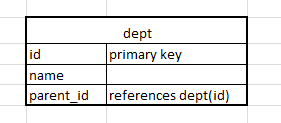 dept
id primary key
name
parent_id references dept(id)